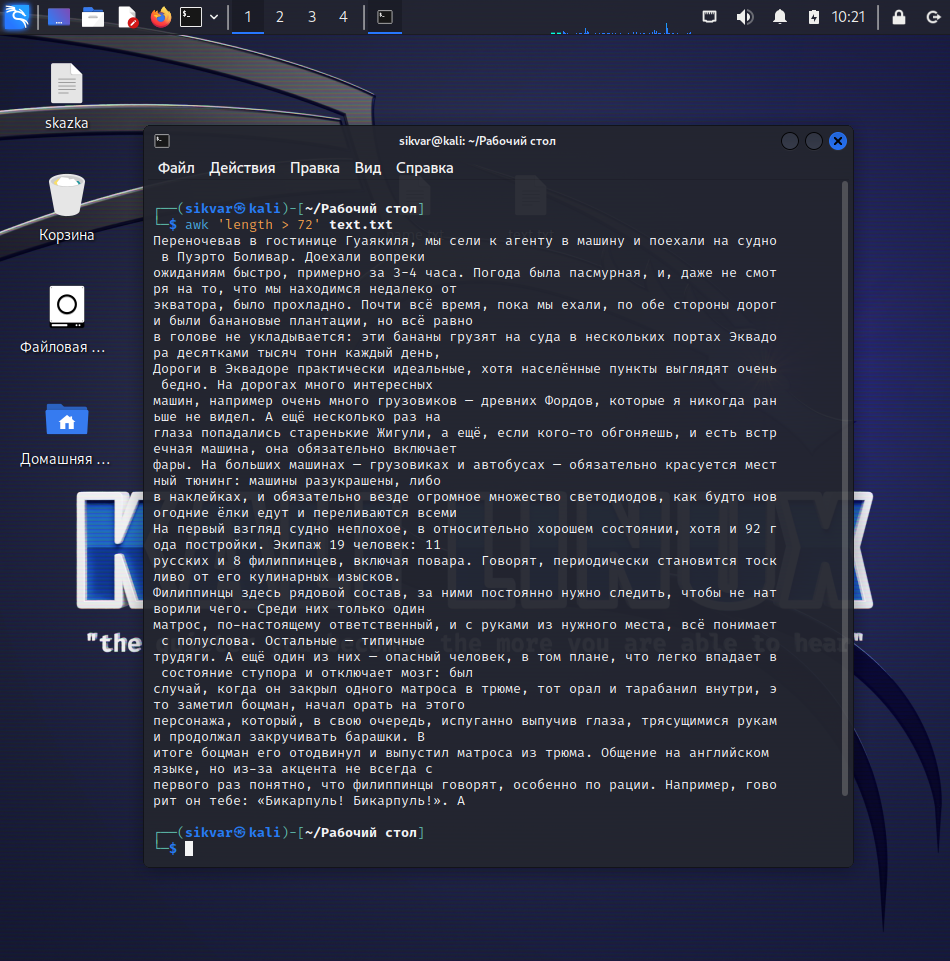 1 2 3 4 10:21
skazka
Корзина
Файловая ...
Домашняя ...
sikvar@kali: ~/Рабочий стол
Файл Действия Правка Вид Справка
┌──(sikvar㉿kali)-[~/Рабочий стол]
└─$ awk 'length > 72' text.txt
Переночевав в гостинице Гуаякиля, мы сели к агенту в машину и поехали на судно
в Пуэрто Боливар. Доехали вопреки
ожиданиям быстро, примерно за 3-4 часа. Погода была пасмурная, и, даже не смот
ря на то, что мы находимся недалеко от
экватора, было прохладно. Почти всё время, пока мы ехали, по обе стороны дорог
и были банановые плантации, но всё равно
в голове не укладывается: эти бананы грузят на суда в нескольких портах Эквадо
ра десятками тысяч тонн каждый день,
Дороги в Эквадоре практически идеальные, хотя населённые пункты выглядят очень
бедно. На дорогах много интересных
машин, например очень много грузовиков — древних Фордов, которые я никогда ран
ьше не видел. А ещё несколько раз на
глаза попадались старенькие Жигули, а ещё, если кого-то обгоняешь, и есть встр
ечная машина, она обязательно включает
фары. На больших машинах — грузовиках и автобусах — обязательно красуется мест
ный тюнинг: машины разукрашены, либо
в наклейках, и обязательно везде огромное множество светодиодов, как будто нов
огодние ёлки едут и переливаются всеми
На первый взгляд судно неплохое, в относительно хорошем состоянии, хотя и 92 г
ода постройки. Экипаж 19 человек: 11
русских и 8 филиппинцев, включая повара. Говорят, периодически становится тоск
ливо от его кулинарных изысков.
Филиппинцы здесь рядовой состав, за ними постоянно нужно следить, чтобы не нат
ворили чего. Среди них только один
матрос, по-настоящему ответственный, и с руками из нужного места, всё понимает
с полуслова. Остальные — типичные
трудяги. А ещё один из них — опасный человек, в том плане, что легко впадает в
состояние ступора и отключает мозг: был
случай, когда он закрыл одного матроса в трюме, тот орал и тарабанил внутри, э
то заметил боцман, начал орать на этого
персонажа, который, в свою очередь, испуганно выпучив глаза, трясущимися рукам
и продолжал закручивать барашки. В
итоге боцман его отодвинул и выпустил матроса из трюма. Общение на английском
языке, но из-за акцента не всегда с
первого раз понятно, что филиппинцы говорят, особенно по рации. Например, гово
рит он тебе: «Бикарпуль! Бикарпуль!». А
┌──(sikvar㉿kali)-[~/Рабочий стол]
└─$
KALI LINUX
"the quieter you become, the more you are able to hear"